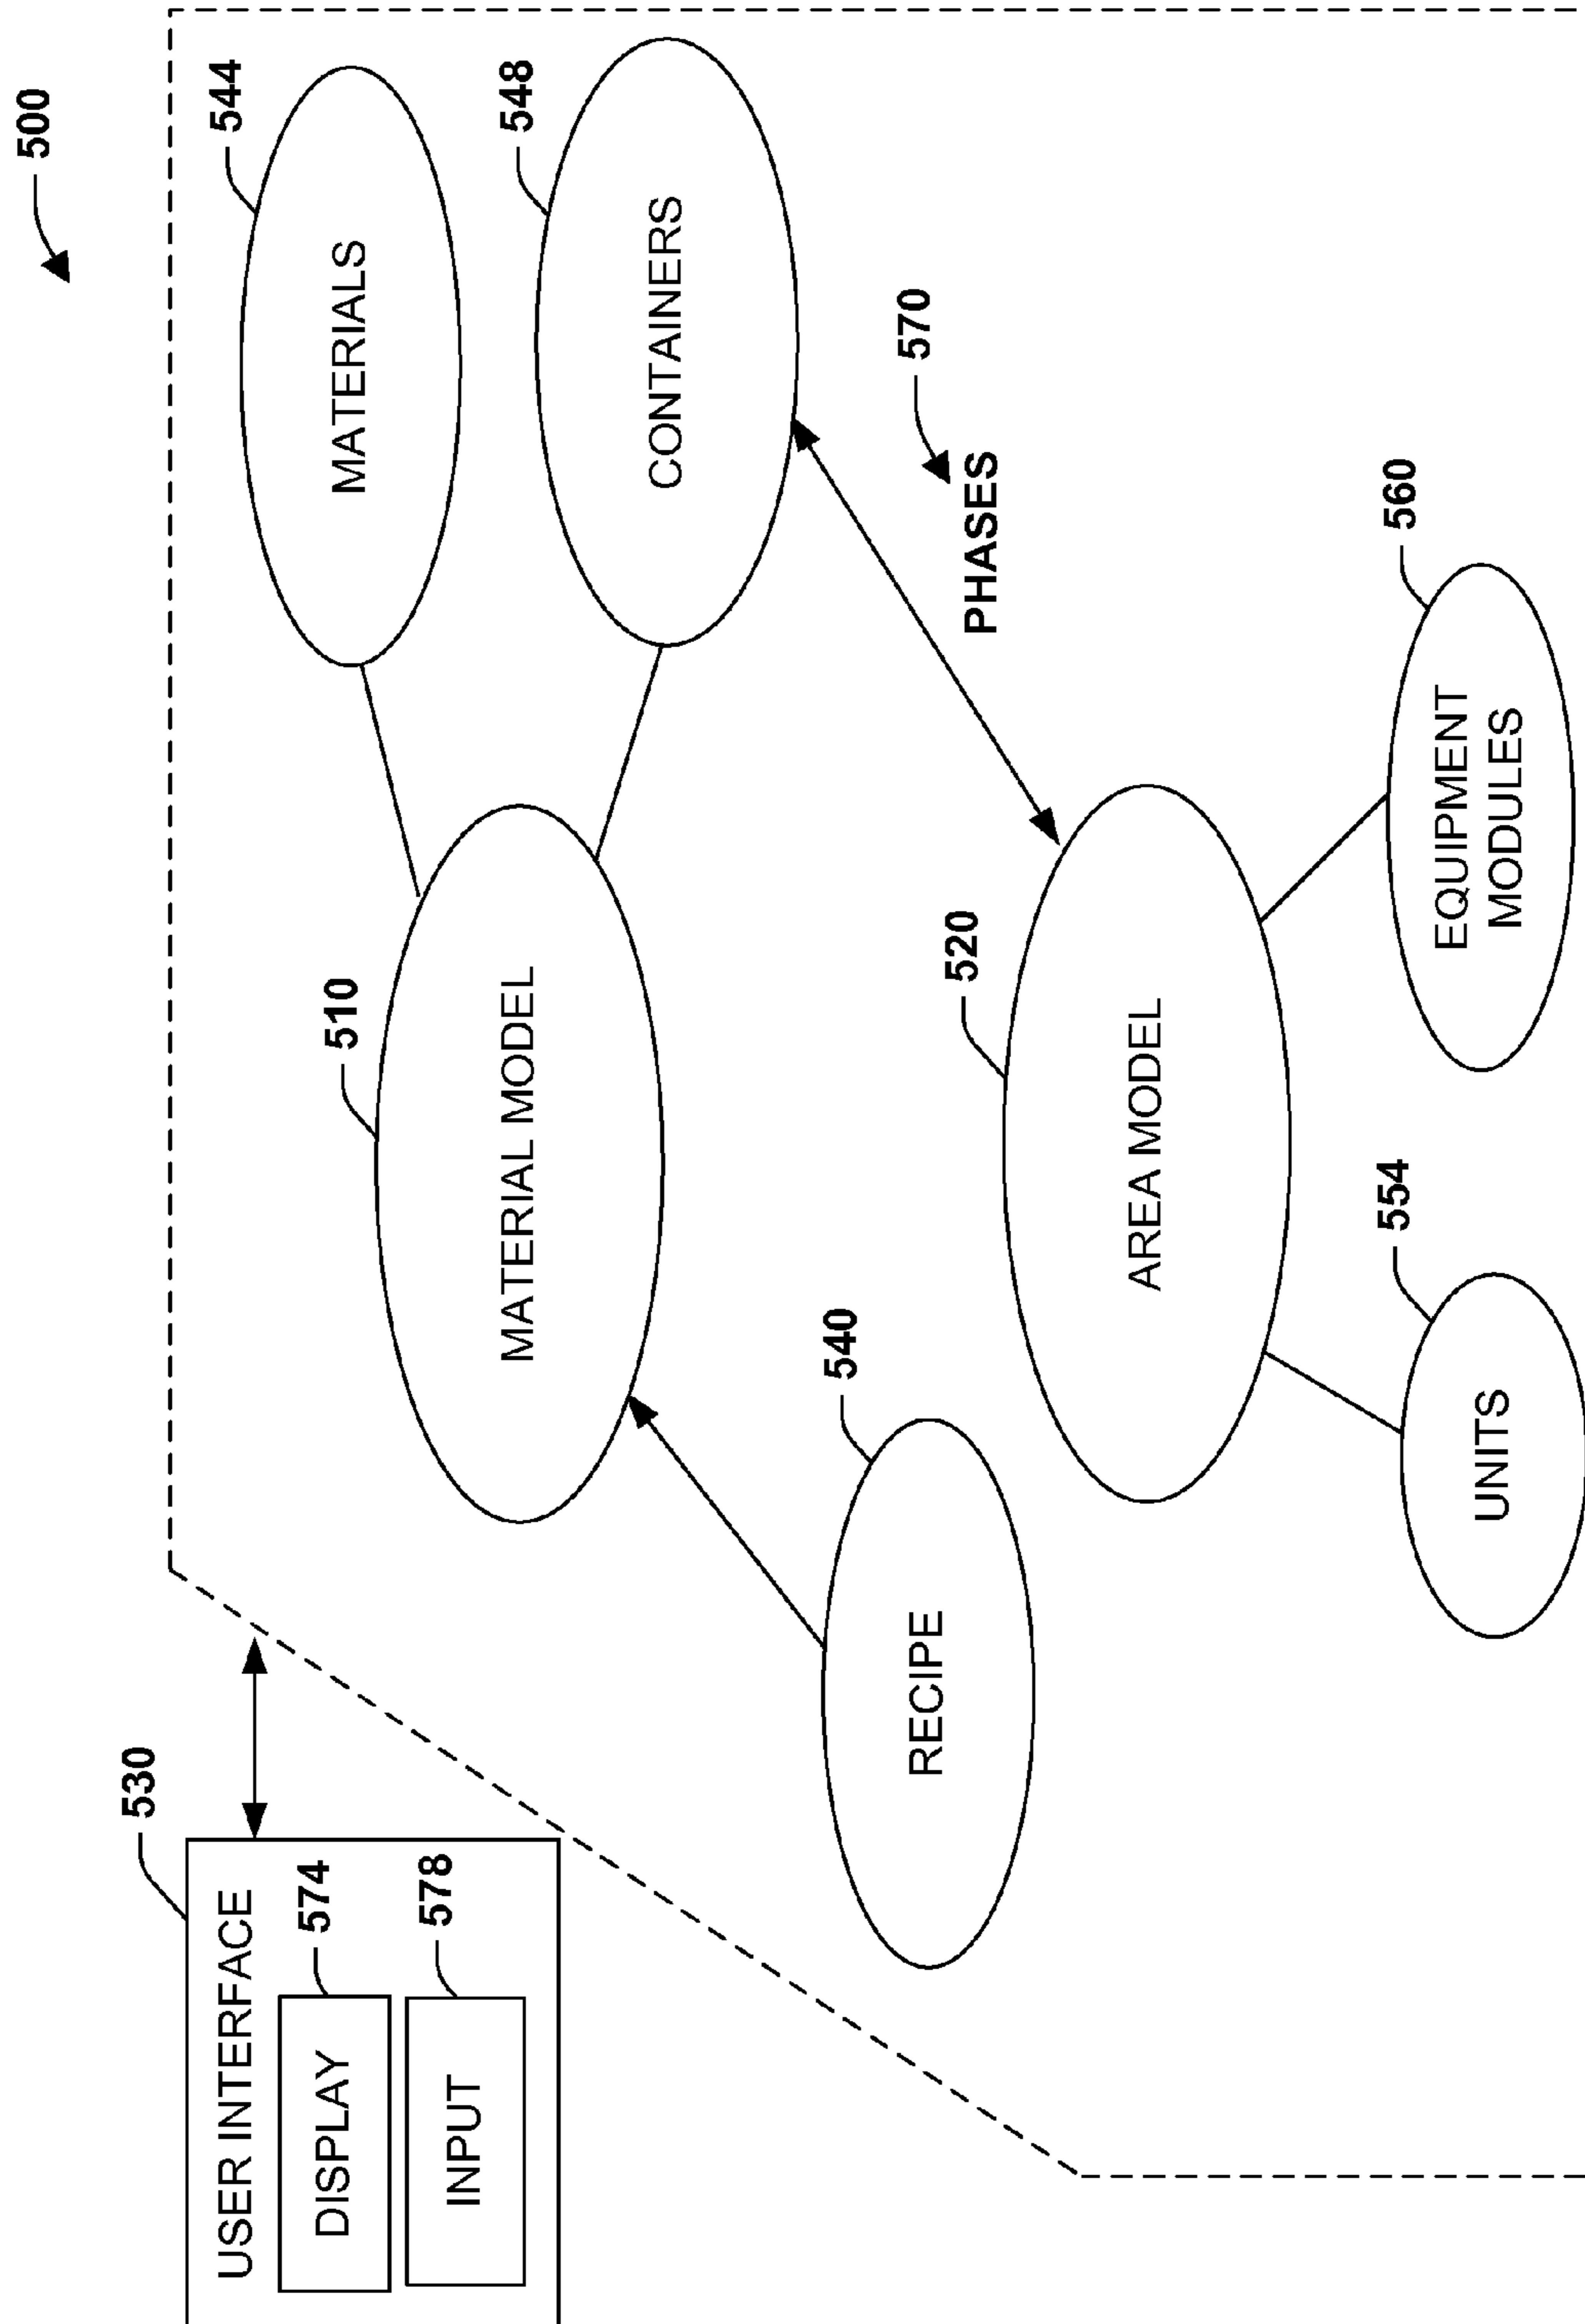 500
530
USER INTERFACE
574
DISPLAY
578
INPUT
544
MATERIALS
510
MATERIAL MODEL
548
CONTAINERS
540
RECIPE
570
PHASES
520
AREA MODEL
554
UNITS
560
EQUIPMENT
MODULES